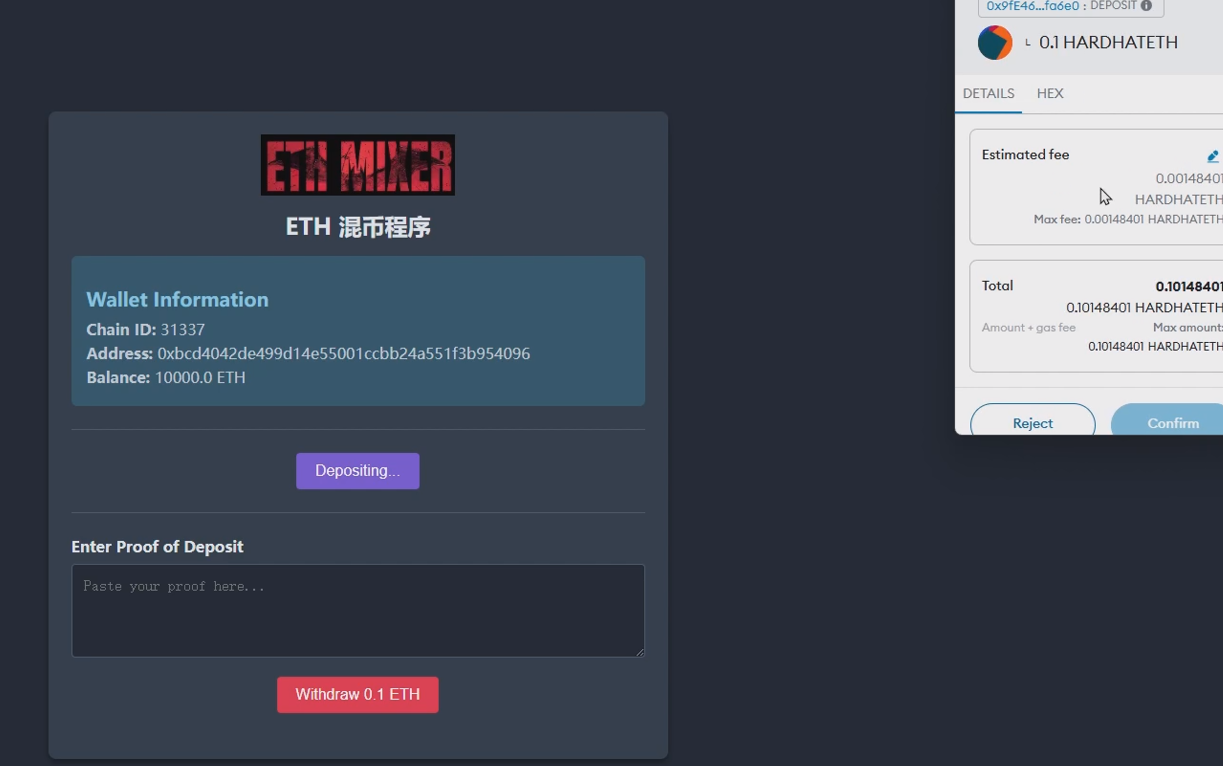 ETH MIXER
ETH 混币程序
Wallet Information
Chain ID: 31337
Address: 0xbcd4042de499d14e55001ccbb24a551f3b954096
Balance: 10000.0 ETH
Depositing...
Enter Proof of Deposit
Paste your proof here...
Withdraw 0.1 ETH
0x9fE46...fa6e0 : DEPOSIT
0.1 HARDHATETH
DETAILS HEX
Estimated fee
0.00148401
HARDHATETH
Max fee: 0.00148401 HARDHATETH
Total 0.10148401
0.10148401 HARDHATETH
Amount + gas fee Max amount:
0.10148401 HARDHATETH
Reject Confirm